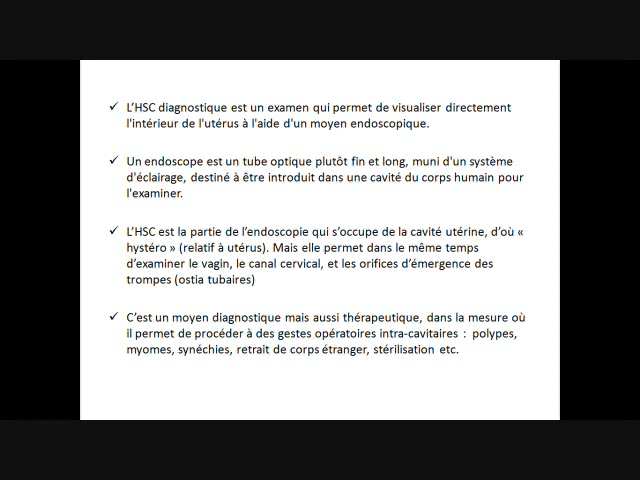 ✓ L'HSC diagnostique est un examen qui permet de visualiser directement
l'intérieur de l'utérus à l'aide d'un moyen endoscopique.
✓ Un endoscope est un tube optique plutôt fin et long, muni d'un système
d'éclairage, destiné à être introduit dans une cavité du corps humain pour
l'examiner.
✓ L'HSC est la partie de l'endoscopie qui s'occupe de la cavité utérine, d'où «
hystéro » (relatif à utérus). Mais elle permet dans le même temps
d'examiner le vagin, le canal cervical, et les orifices d'émergence des
trompes (ostia tubaires)
✓ C'est un moyen diagnostique mais aussi thérapeutique, dans la mesure où
il permet de procéder à des gestes opératoires intra-cavitaires : polypes,
myomes, synéchies, retrait de corps étranger, stérilisation etc.